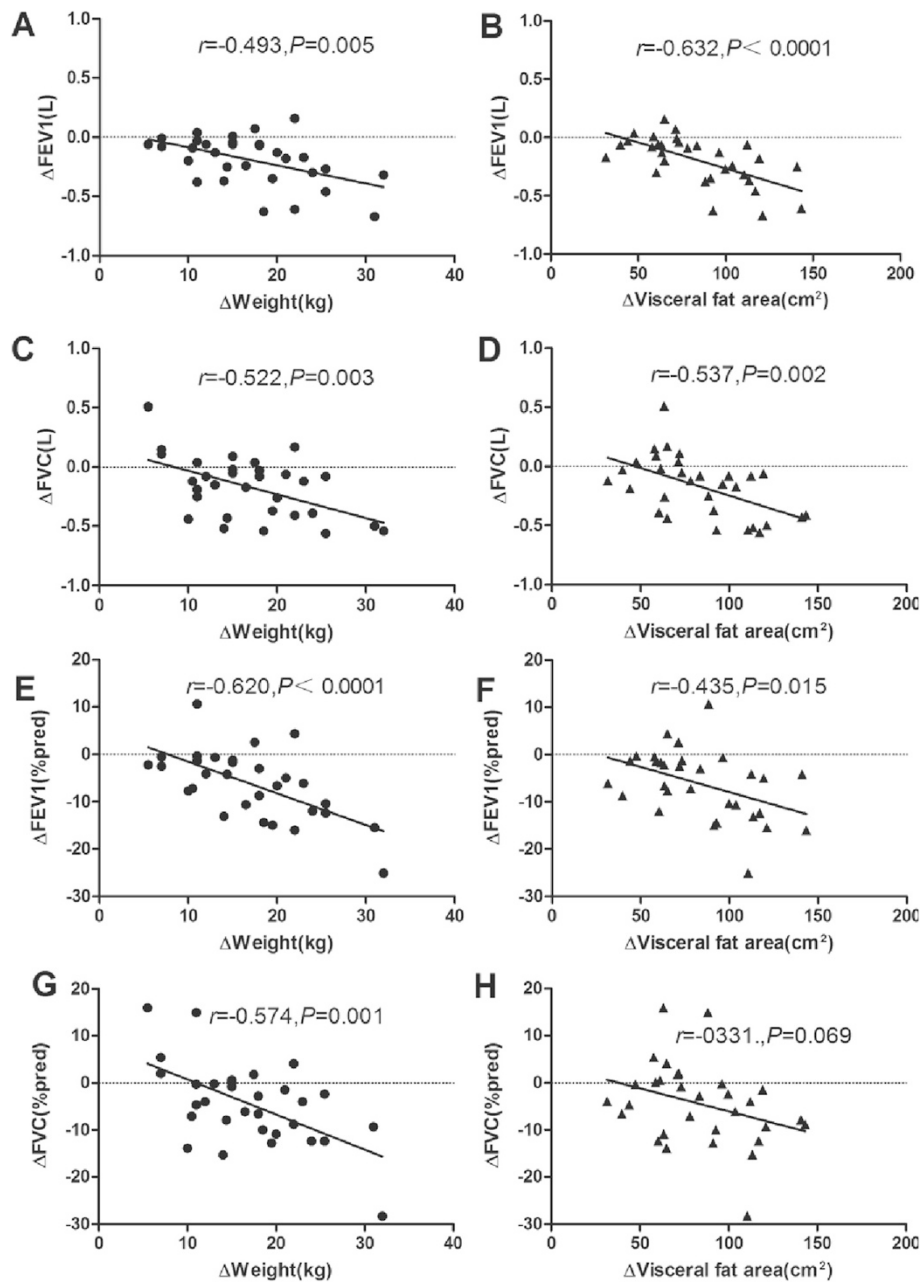 A
r=-0.493,P=0.005
1.0
0.5
0.0
-0.5
-1.0
ΔFEV1(L)
0
10
20
30
40
ΔWeight(kg)
B
r=-0.632,P< 0.0001
1.0
0.5
0.0
-0.5
-1.0
ΔFEV1(L)
0
50
100
150
200
ΔVisceral fat area(cm²)
C
r=-0.522,P=0.003
1.0
0.5
0.0
-0.5
-1.0
ΔFVC(L)
0
10
20
30
40
ΔWeight(kg)
D
r=-0.537,P=0.002
1.0
0.5
0.0
-0.5
-1.0
ΔFVC(L)
0
50
100
150
200
ΔVisceral fat area(cm²)
E
r=-0.620,P< 0.0001
20
10
0
-10
-20
-30
ΔFEV1(%pred)
0
10
20
30
40
ΔWeight(kg)
F
r=-0.435,P=0.015
20
10
0
-10
-20
-30
ΔFEV1(%pred)
0
50
100
150
200
ΔVisceral fat area(cm²)
G
r=-0.574,P=0.001
20
10
0
-10
-20
-30
ΔFVC(%pred)
0
10
20
30
40
ΔWeight(kg)
H
r=-0331.,P=0.069
20
10
0
-10
-20
-30
ΔFVC(%pred)
0
50
100
150
200
ΔVisceral fat area(cm²)